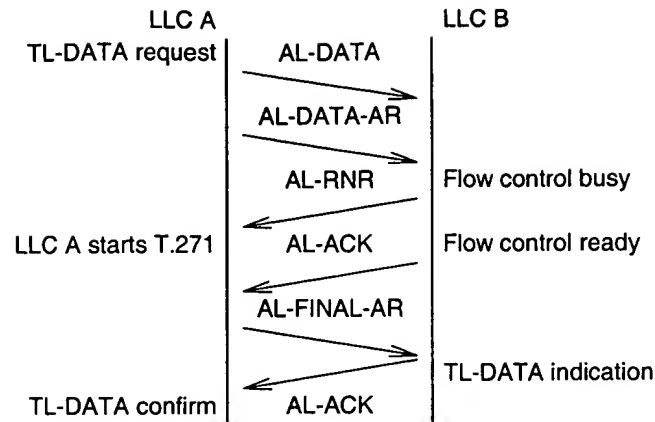 LLC A
LLC B
TL-DATA request
AL-DATA
AL-DATA-AR
AL-RNR
Flow control busy
LLC A starts T.271
AL-ACK
Flow control ready
AL-FINAL-AR
TL-DATA indication
TL-DATA confirm
AL-ACK